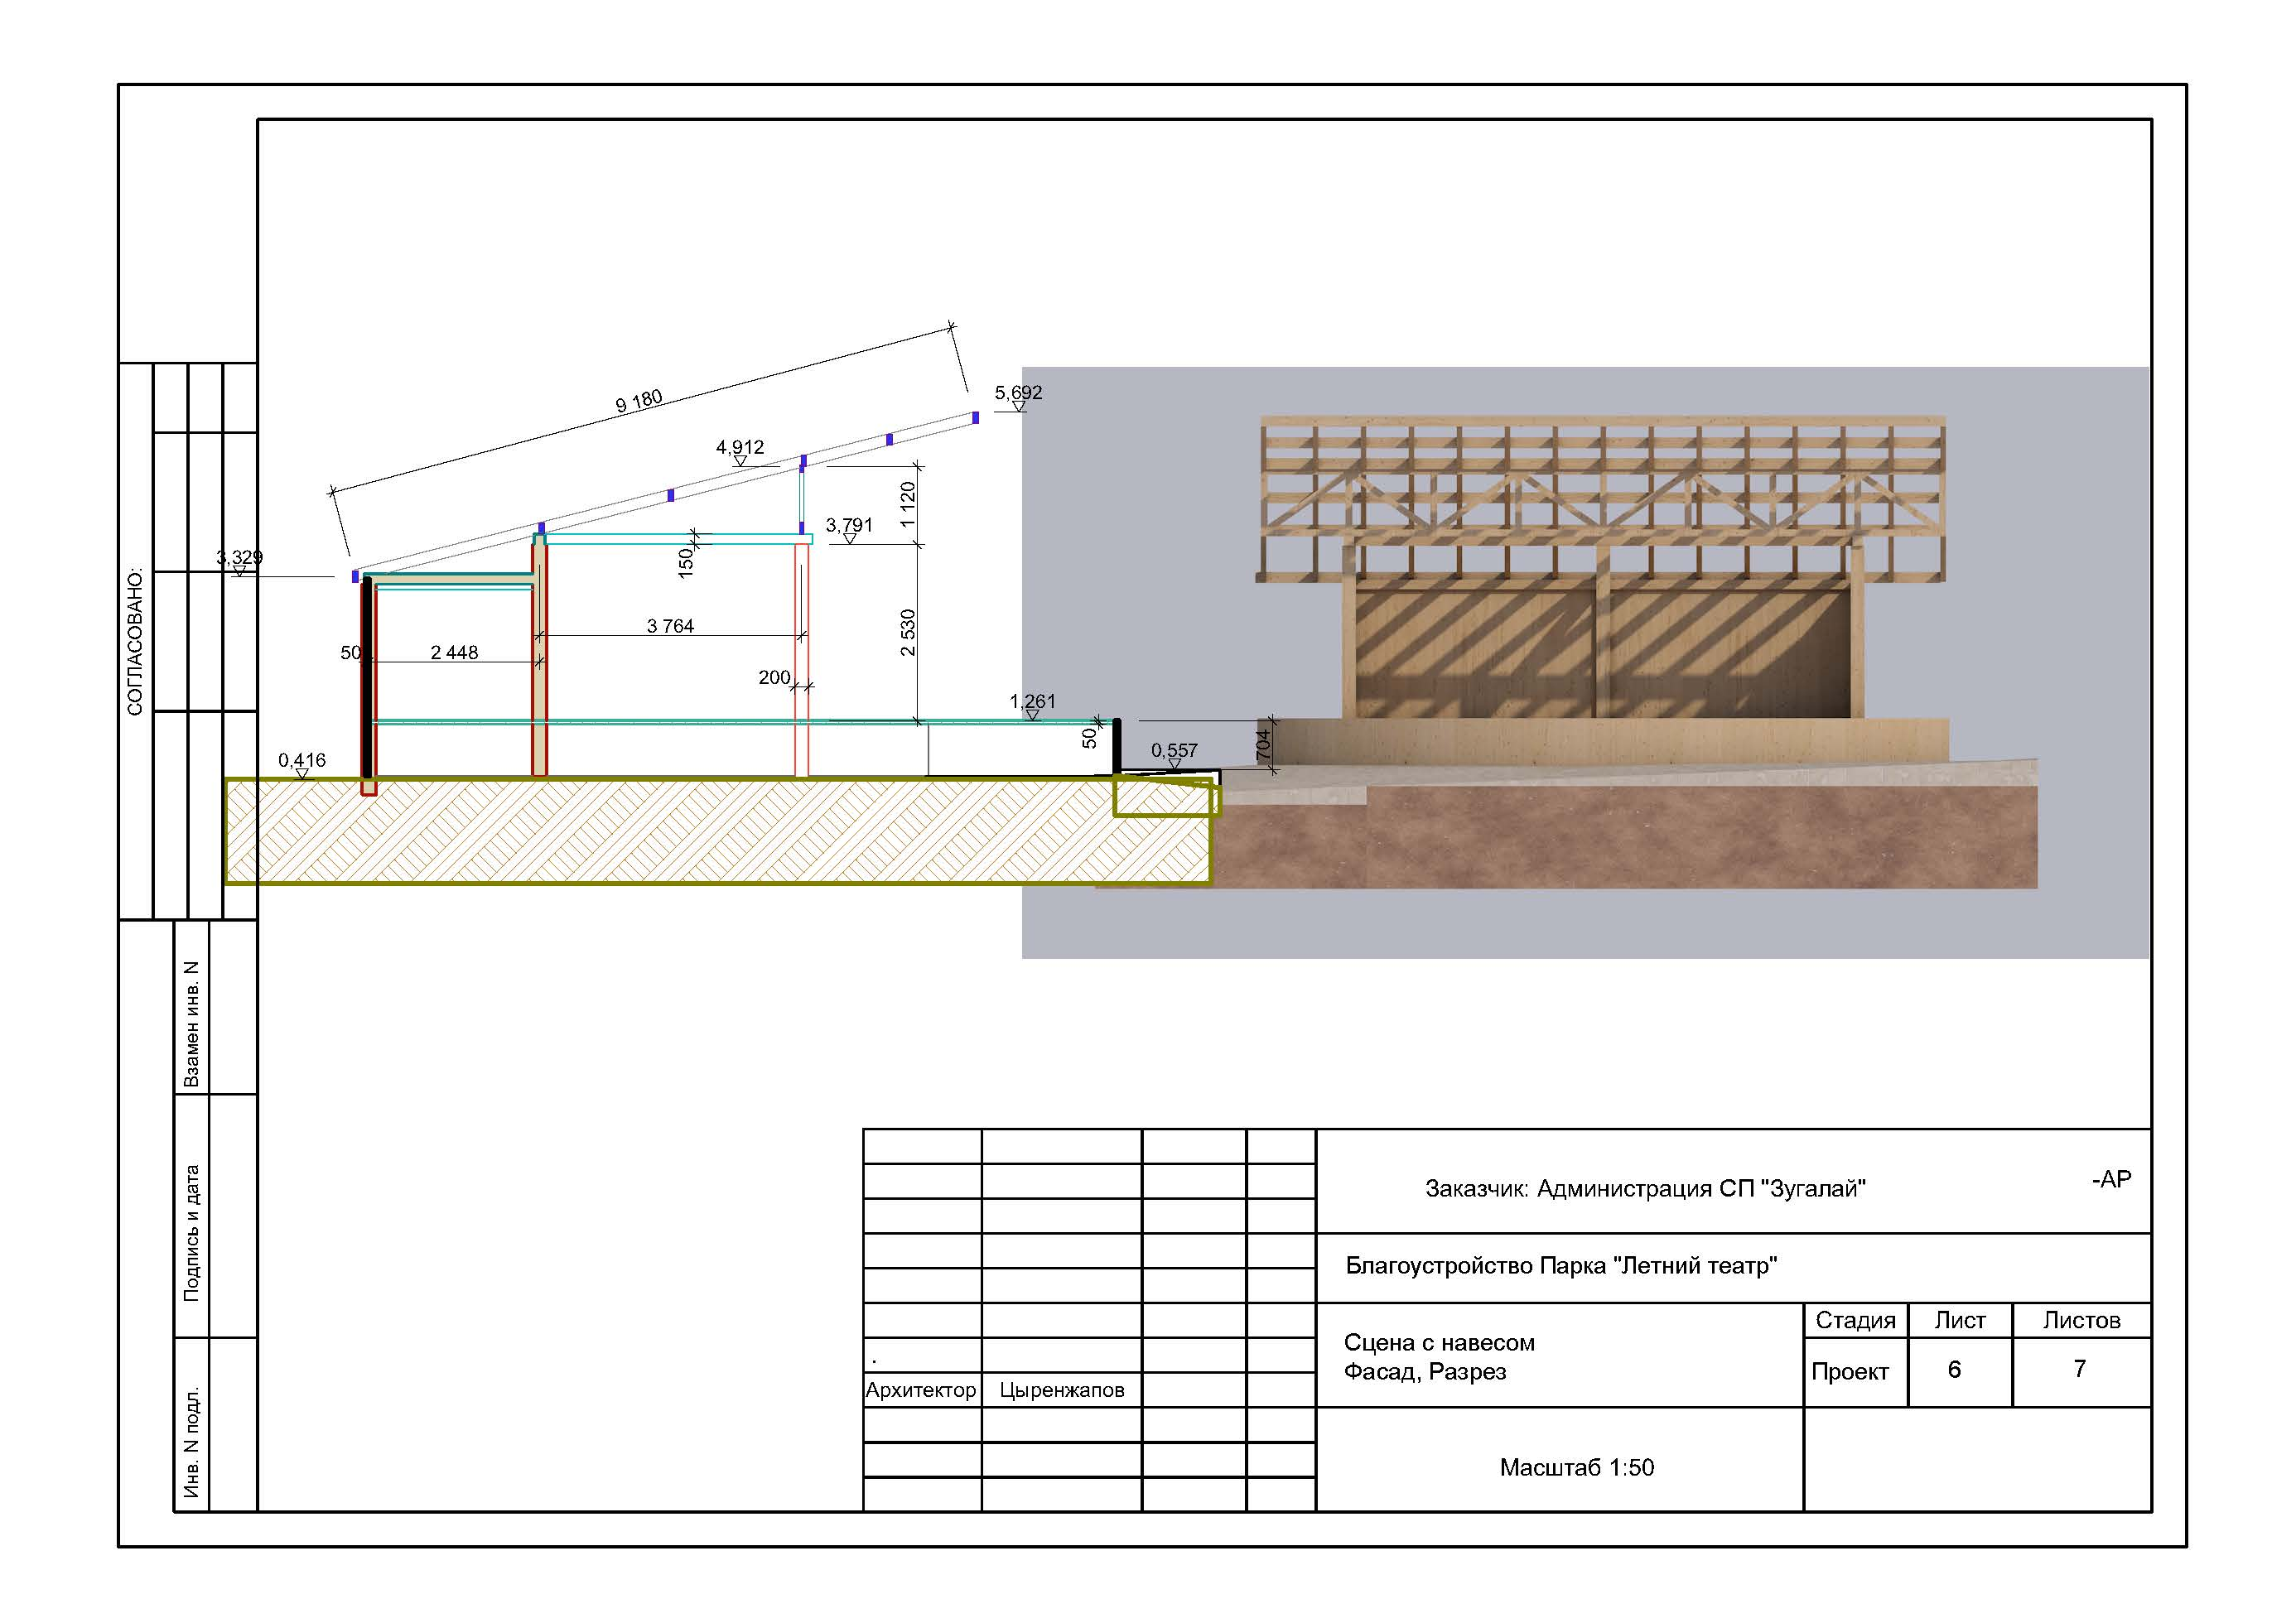 9 180
5,692
4,912
1 120
3,791
150
3,329
3 764
2 530
50
2 448
200
1,261
50
0,557
704
0,416
СОГЛАСОВАНО:
Взамен инв. N
Подпись и дата
Инв. N подл.
Заказчик: Администрация СП "Зугалай"
-АР
Благоустройство Парка "Летний театр"
Сцена с навесом
Фасад, Разрез
Стадия Лист Листов
Проект 6 7
.
Архитектор Цыренжапов
Масштаб 1:50